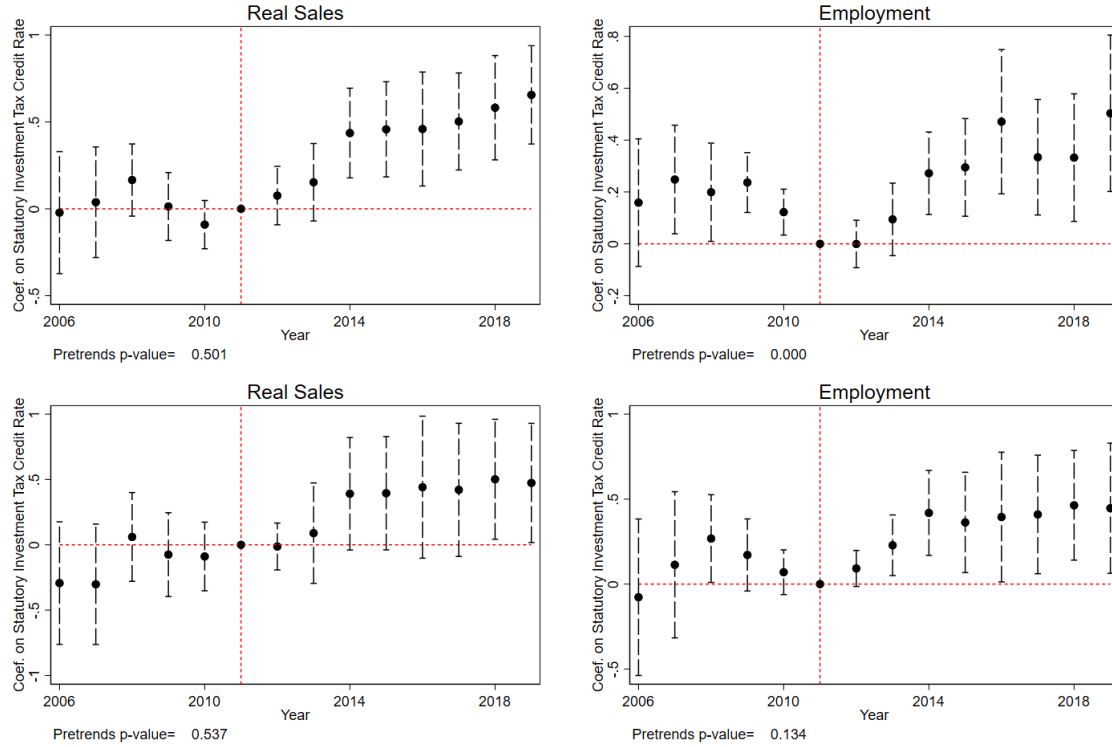 Real Sales
Coef. on Statutory Investment Tax Credit Rate
1
.5
0
-.5
2006 2010 2014 2018
Year
Pretrends p-value= 0.501
Employment
Coef. on Statutory Investment Tax Credit Rate
.8
.6
.4
.2
0
-.2
2006 2010 2014 2018
Year
Pretrends p-value= 0.000
Real Sales
Coef. on Statutory Investment Tax Credit Rate
1
.5
0
-.5
-1
2006 2010 2014 2018
Year
Pretrends p-value= 0.537
Employment
Coef. on Statutory Investment Tax Credit Rate
1
.5
0
-.5
2006 2010 2014 2018
Year
Pretrends p-value= 0.134